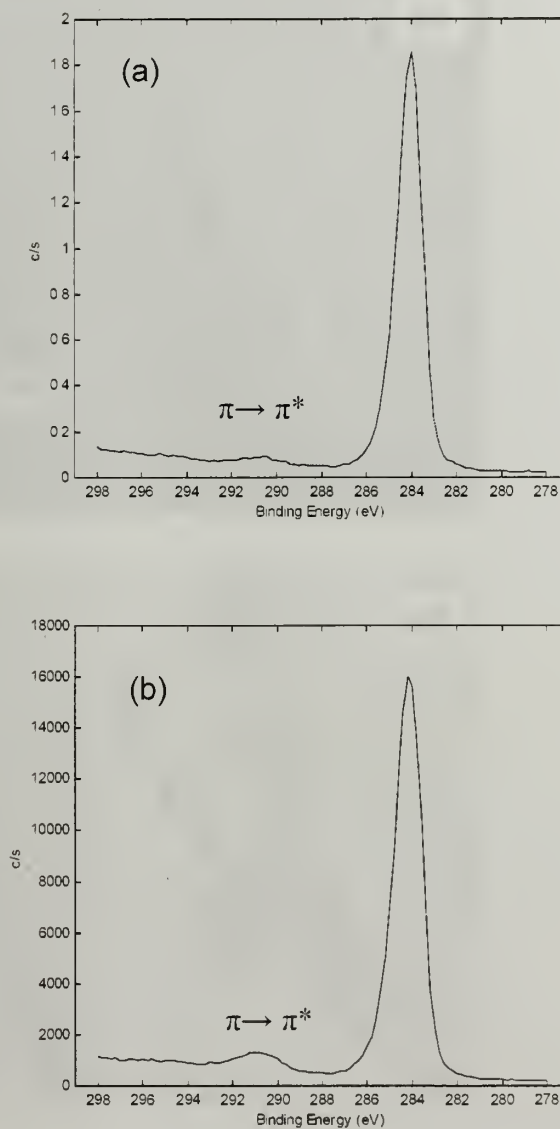 2
1 8
(a)
1 6
1 4
1 2
c/s
1
0 8
0 6
0 4
π→ π*
0 2
0
298 296 294 292 290 288 286 284 282 280 278
Binding Energy (eV)
18000
16000
(b)
14000
12000
10000
c/s
8000
6000
4000
π→ π*
2000
0
298 296 294 292 290 288 286 284 282 280 278
Binding Energy (eV)